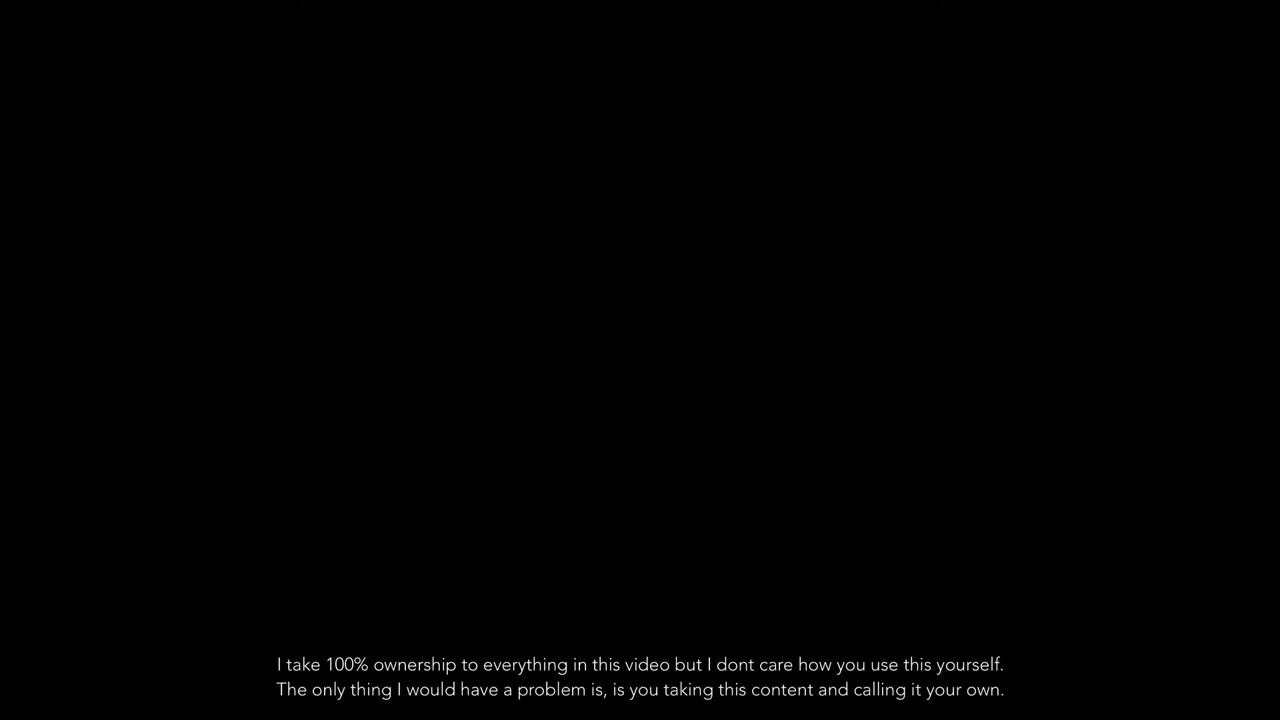 I take 100% ownership to everything in this video but I dont care how you use this yourself.
The only thing I would have a problem is, is you taking this content and calling it your own.